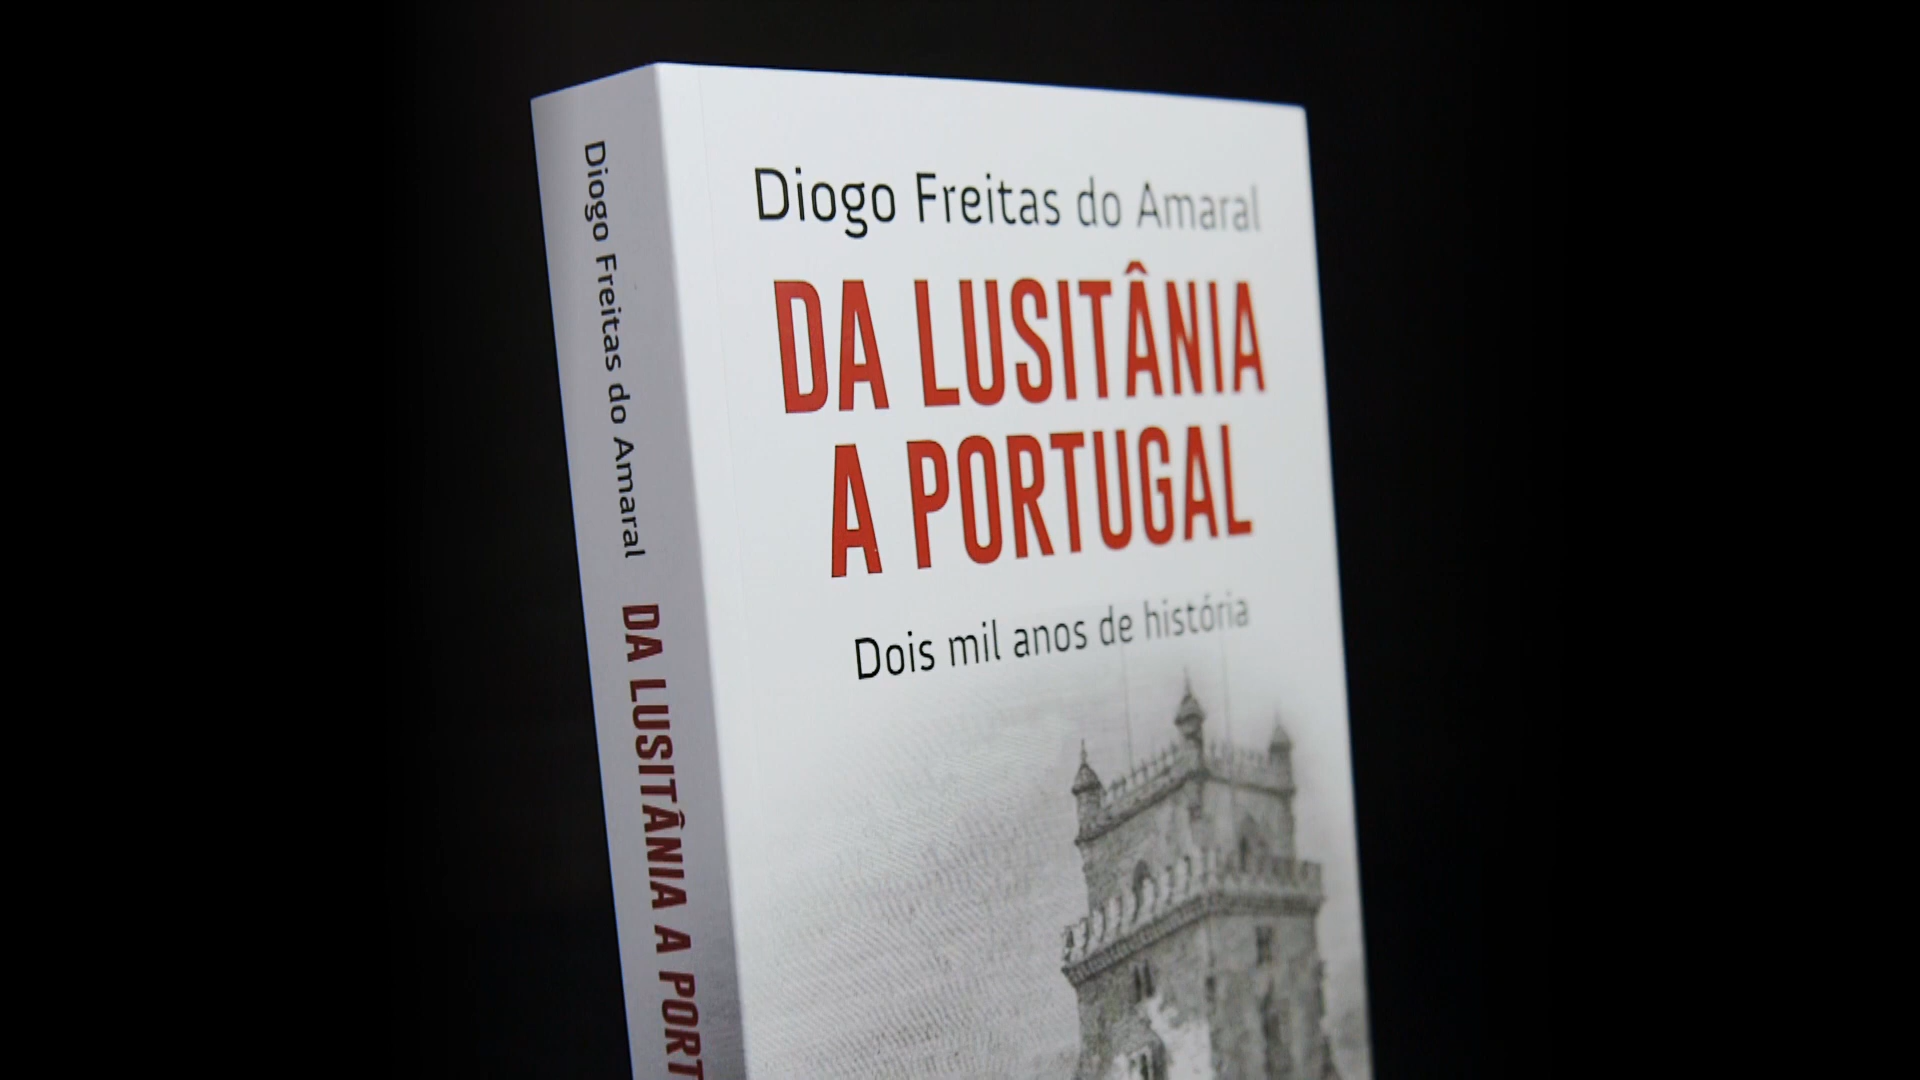 Diogo Freitas do Amaral
DA LUSITÂNIA
A PORTUGAL
Dois mil anos de história
Diogo Freitas do Amaral DA LUSITÂNIA A PORT